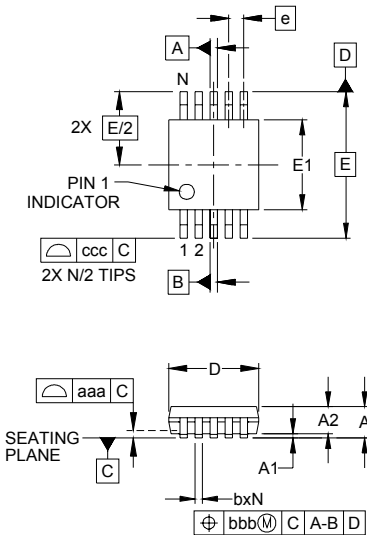 A
e
D
N
2X E/2
E1
E
PIN 1
INDICATOR
ccc C
1 2
2X N/2 TIPS
B
D
aaa C
A2
A
SEATING
PLANE
C
A1
bxN
bbb Ⓜ C A-B D